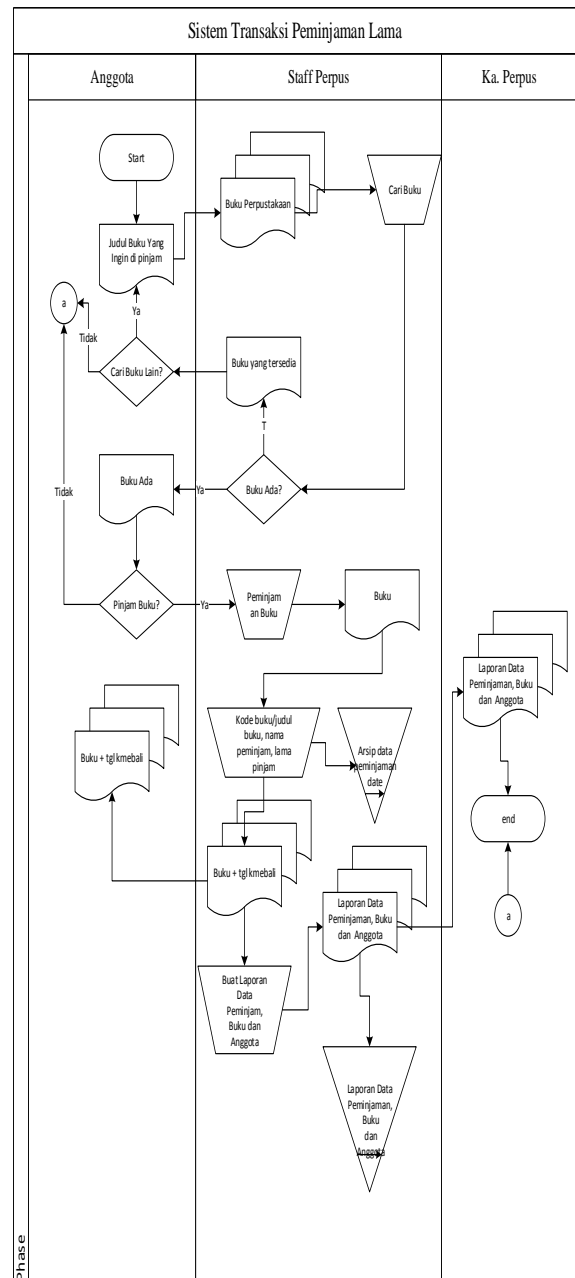 Sistem Transaksi Peminjaman Lama
Anggota
Staff Perpus
Ka. Perpus
Start
Buku Perpustakaan
Cari Buku
Judul Buku Yang
Ingin di pinjam
a
Ya
Tidak
Cari Buku Lain?
Buku yang tersedia
T
Buku Ada
Tidak
Ya
Buku Ada?
Pinjam Buku?
Ya
Peminjam
an Buku
Buku
Laporan Data
Peminjaman, Buku
dan Anggota
Buku + tgl kmebali
Kode buku/judul
buku, nama
peminjam, lama
pinjam
Arsip data
peminjaman
date
end
Buku + tgl kmebali
Laporan Data
Peminjaman, Buku
dan Anggota
a
Buat Laporan
Data
Peminjam,
Buku dan
Anggota
Laporan Data
Peminjaman,
Buku
dan
Anggota
Phase